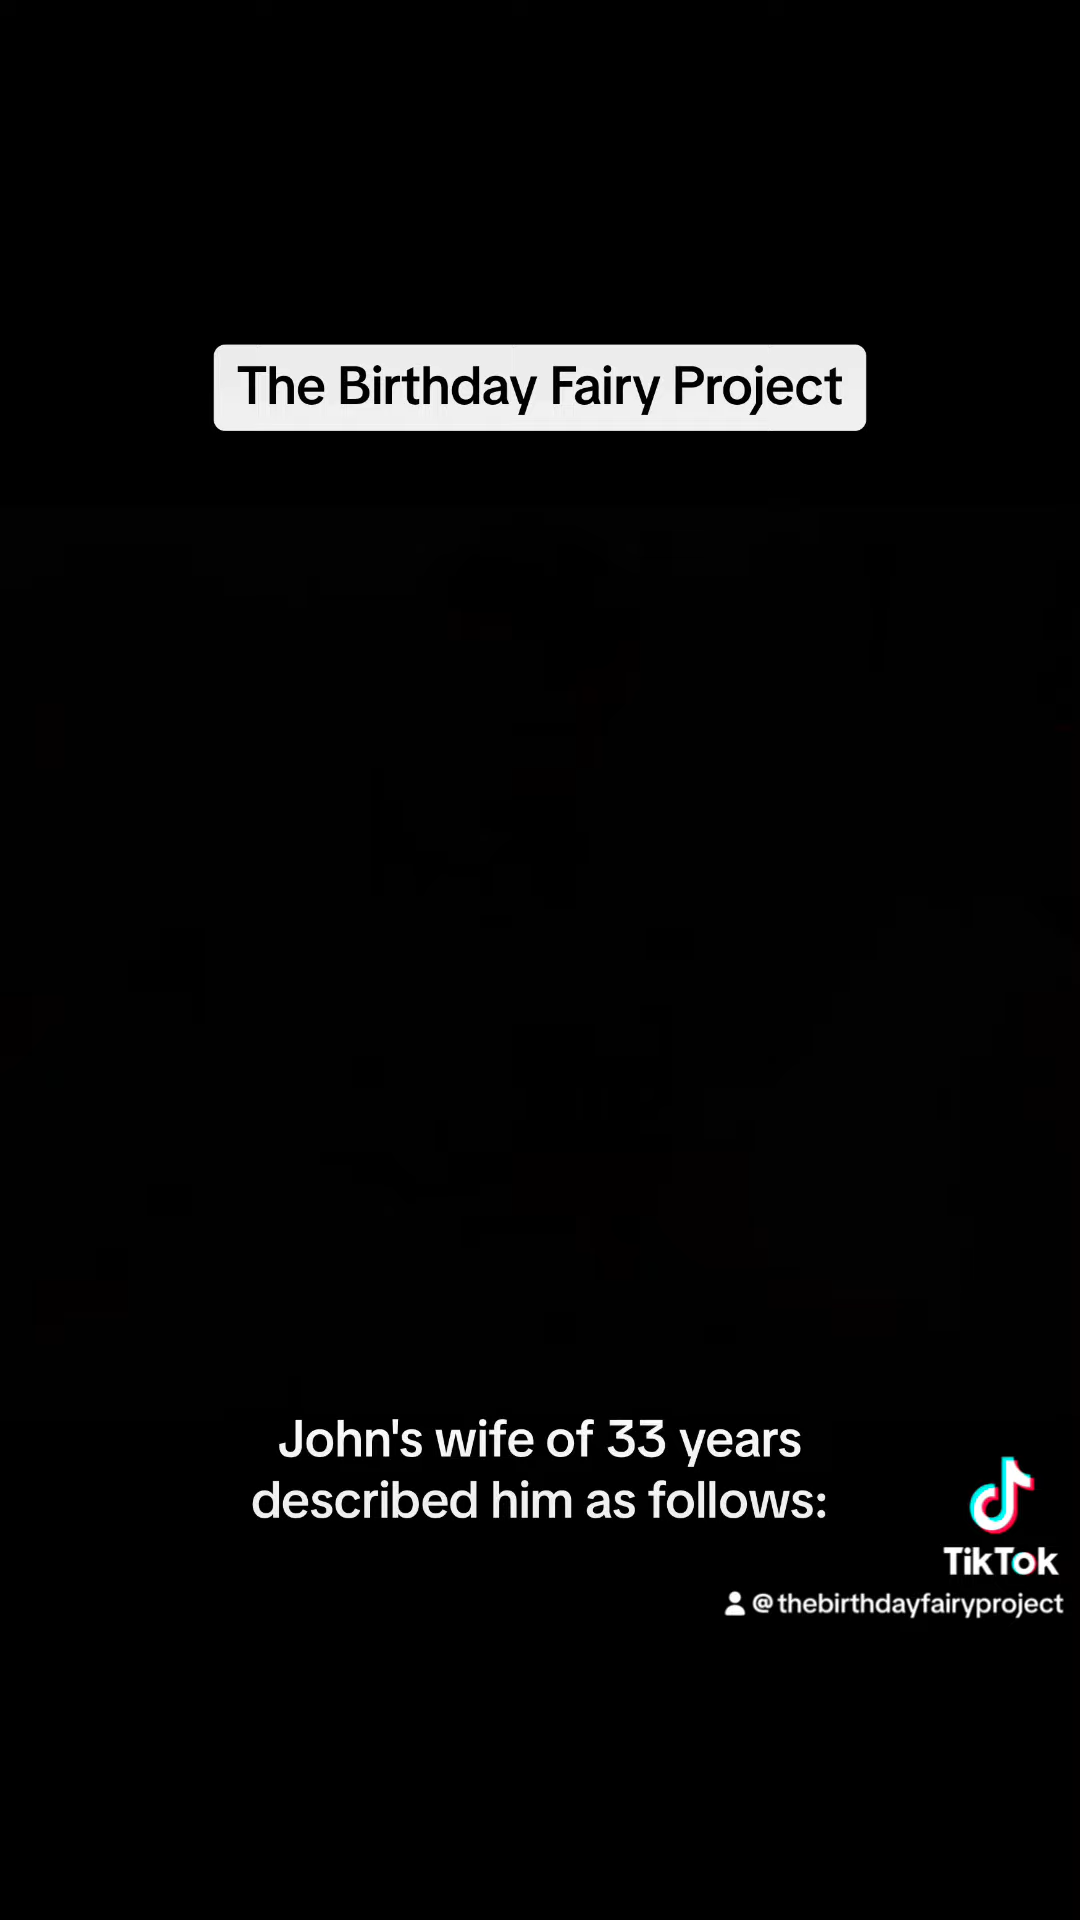 The Birthday Fairy Project
John's wife of 33 years
described him as follows:
TikTok
@thebirthdayfairyproject